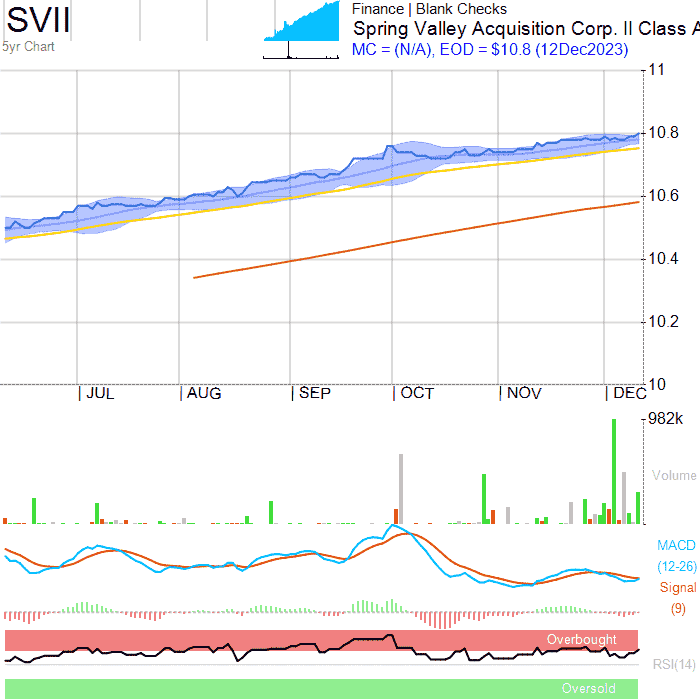 SVII
5yr Chart
Finance | Blank Checks
Spring Valley Acquisition Corp. II Class A
MC = (N/A), EOD = $10.8 (12Dec2023)
11
10.8
10.6
10.4
10.2
10
| JUL | AUG | SEP | OCT | NOV | DEC
982k
Volume
MACD
(12-26)
Signal
(9)
Overbought
RSI(14)
Oversold